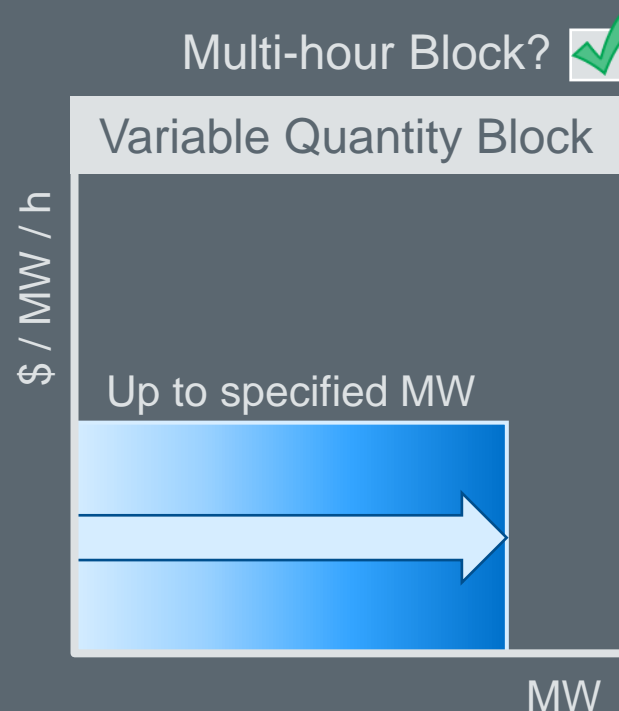 Multi-hour Block?
Variable Quantity Block
$ / MW / h
Up to specified MW
MW